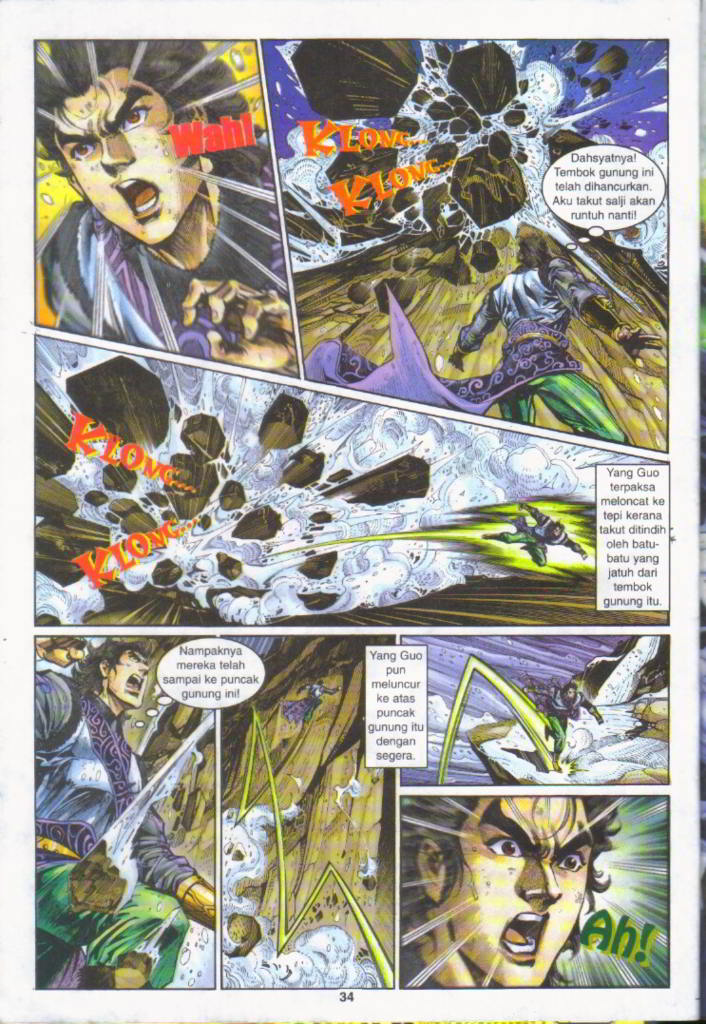 Wah!
KLONG...
KLONG...
Dahsyatnya!
Tembok gunung ini
telah dihancurkan.
Aku takut salji akan
runtuh nanti!
KLONG...
KLONG...
Yang Guo
terpaksa
meloncat ke
tepi kerana
takut ditindih
oleh batu-
batu yang
jatuh dari
tembok
gunung itu.
Nampaknya
mereka telah
sampai ke puncak
gunung ini!
Yang Guo
pun
meluncur
ke atas
puncak
gunung itu
dengan
segera.
Ah!
34